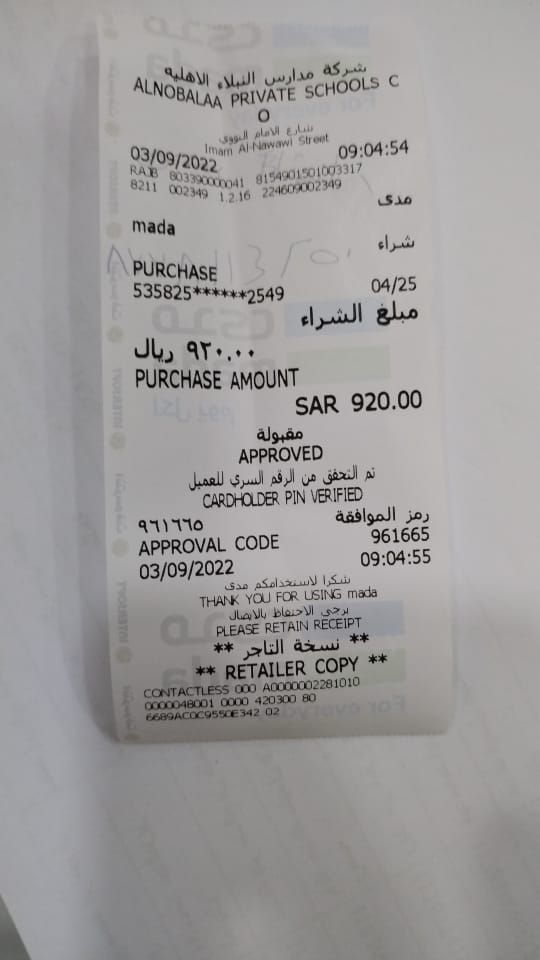 شركة مدارس النبلاء الاهلية
ALNOBALAA PRIVATE SCHOOLS C
O
شارع الامام النووي
Imam Al-Nawawi Street
03/09/2022 09:04:54
RAJB 803390000041 8154901501003317
8211 002349 1.2.16 224609002349
مدى
mada
شراء
PURCHASE
535825******2549 04/25
مبلغ الشراء
٩٢٠.٠٠ ريال
PURCHASE AMOUNT
SAR 920.00
مقبولة
APPROVED
تم التحقق من الرقم السري للعميل
CARDHOLDER PIN VERIFIED
رمز الموافقة ٩٦١٦٦٥
APPROVAL CODE 961665
03/09/2022 09:04:55
شكرا لاستخدامكم مدى
THANK YOU FOR USING mada
يرجى الاحتفاظ بالايصال
PLEASE RETAIN RECEIPT
** نسخة التاجر **
** RETAILER COPY **
CONTACTLESS 000 A0000002281010
0000048001 0000 420300 80
6689AC0C9550E342 02